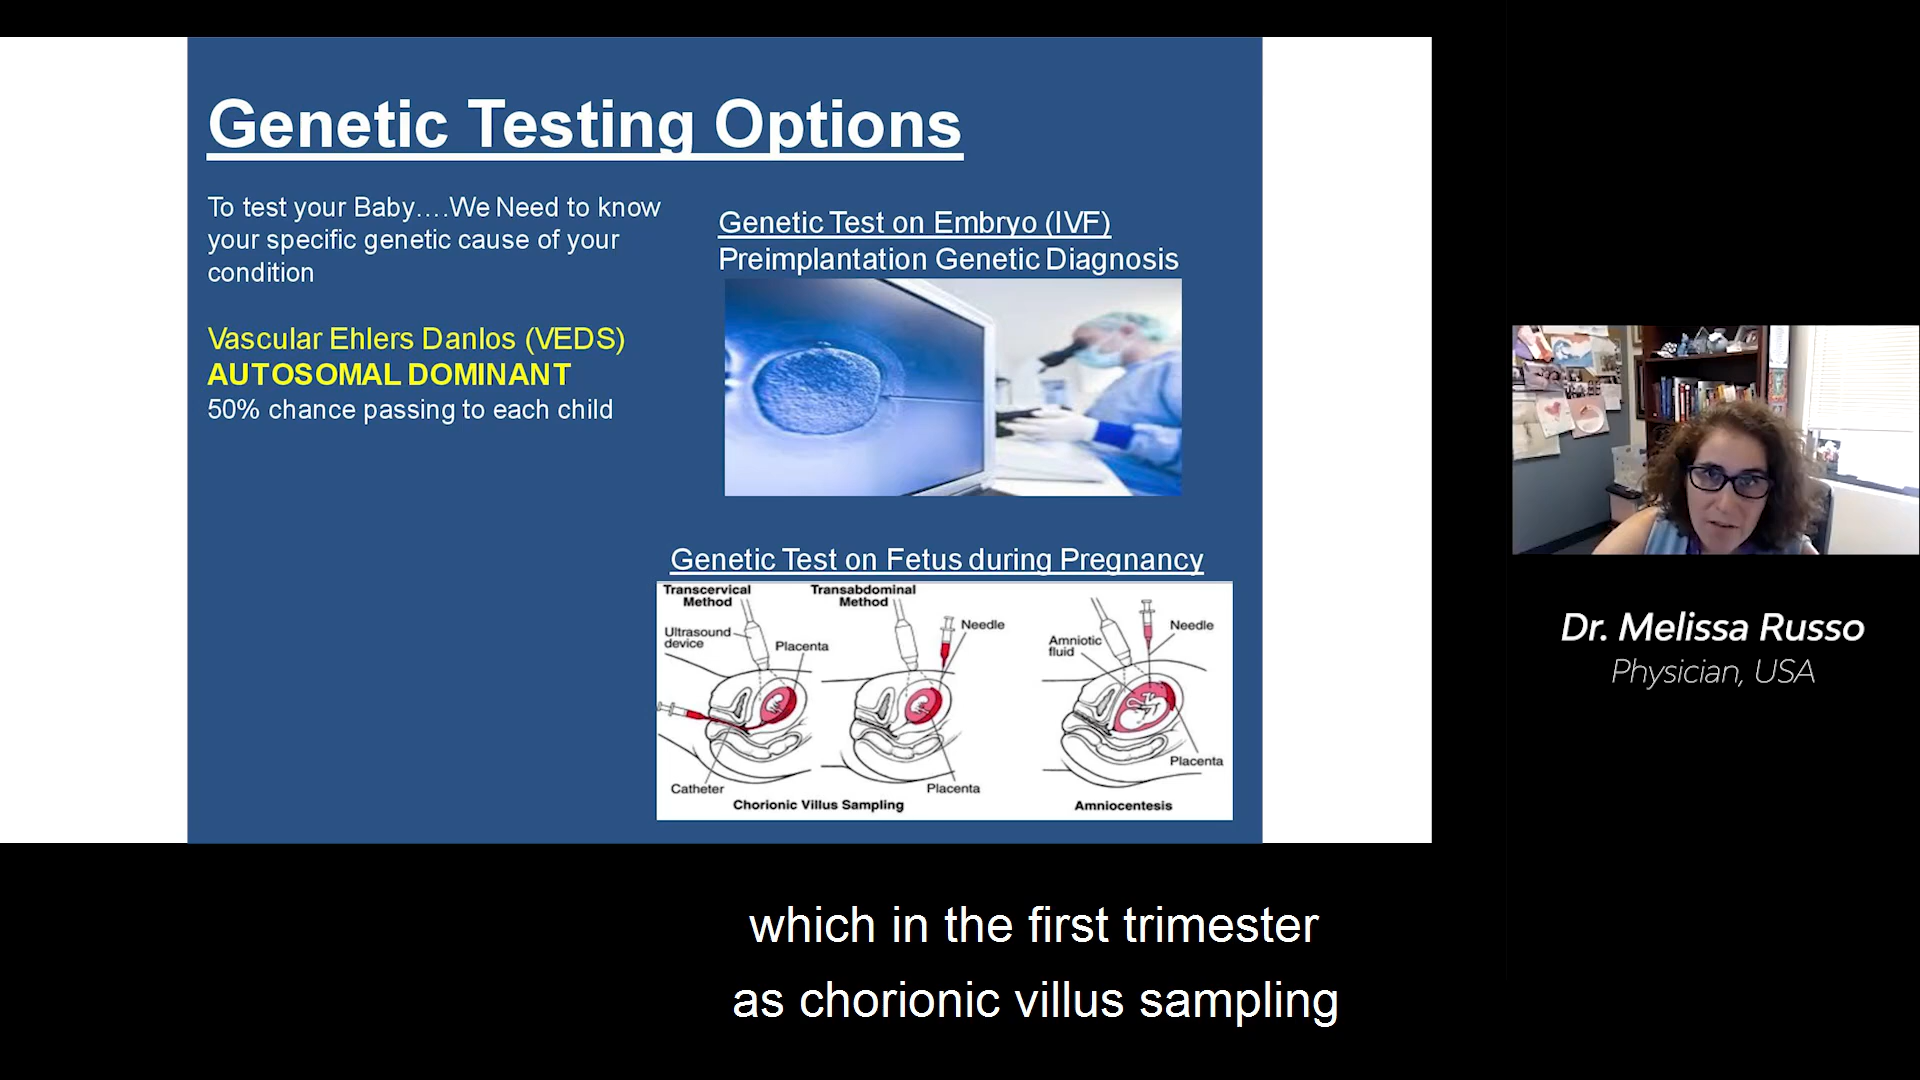 Genetic Testing Options
To test your Baby….We Need to know
your specific genetic cause of your
condition
Vascular Ehlers Danlos (VEDS)
AUTOSOMAL DOMINANT
50% chance passing to each child
Genetic Test on Embryo (IVF)
Preimplantation Genetic Diagnosis
Genetic Test on Fetus during Pregnancy
Transcervical
Method
Ultrasound
device
Placenta
Catheter
Transabdominal
Method
Needle
Placenta
Chorionic Villus Sampling
Amniotic
fluid
Needle
Placenta
Amniocentesis
Dr. Melissa Russo
Physician, USA
which in the first trimester
as chorionic villus sampling